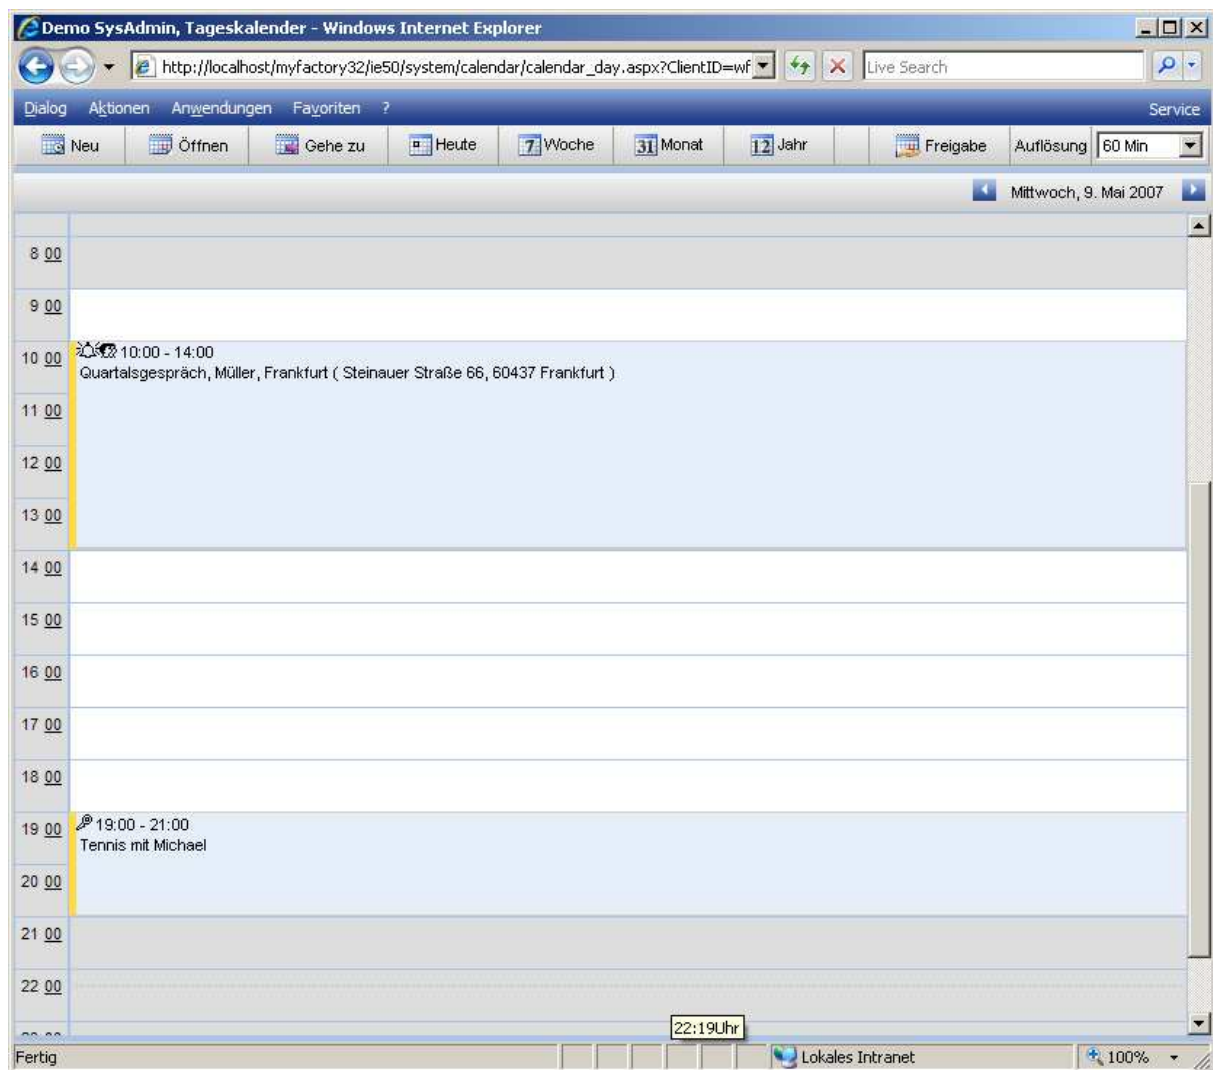 Demo SysAdmin, Tageskalender - Windows Internet Explorer
http://localhost/myfactory32/ie50/system/calendar/calendar_day.aspx?ClientID=wf
Live Search
Dialog Aktionen Anwendungen Favoriten ? Service
Neu Öffnen Gehe zu Heute 7 Woche 31 Monat 12 Jahr Freigabe Auflösung 60 Min
Mittwoch, 9. Mai 2007
8 00
9 00
10 00 10:00 - 14:00
Quartalsgespräch, Müller, Frankfurt ( Steinauer Straße 66, 60437 Frankfurt )
11 00
12 00
13 00
14 00
15 00
16 00
17 00
18 00
19 00 19:00 - 21:00
Tennis mit Michael
20 00
21 00
22 00
22:19Uhr
Fertig Lokales Intranet 100%